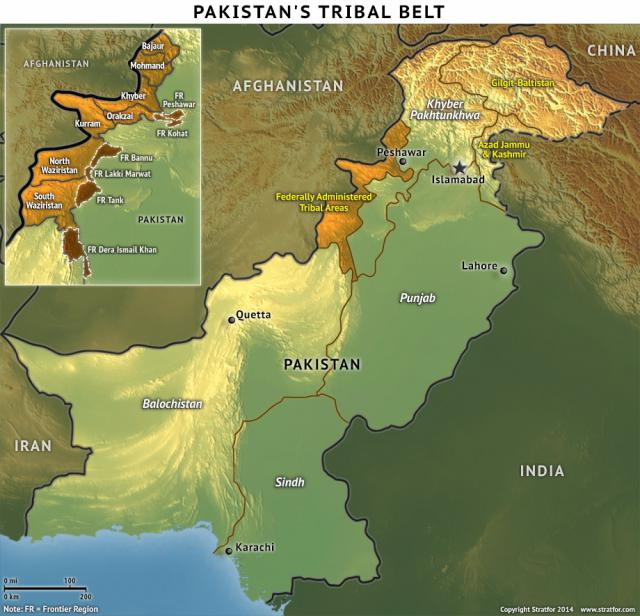 PAKISTAN'S TRIBAL BELT
AFGHANISTAN
Bajaur
Mohmand
Khyber
FR
Peshawar
Orakzai
Kurram
FR Kohat
North
Waziristan
FR Bannu
FR Lakki Marwat
South
Waziristan
FR Tank
PAKISTAN
FR Dera Ismail Khan
CHINA
AFGHANISTAN
Gilgit-Baltistan
Khyber
Pakhtunkhwa
Azad Jammu
& Kashmir
Peshawar
Islamabad
Federally Administered
Tribal Areas
Lahore
Punjab
Quetta
PAKISTAN
Balochistan
IRAN
INDIA
Sindh
Karachi
0 mi 100
0 km 200
Note: FR = Frontier Region
Copyright Stratfor 2014 www.stratfor.com